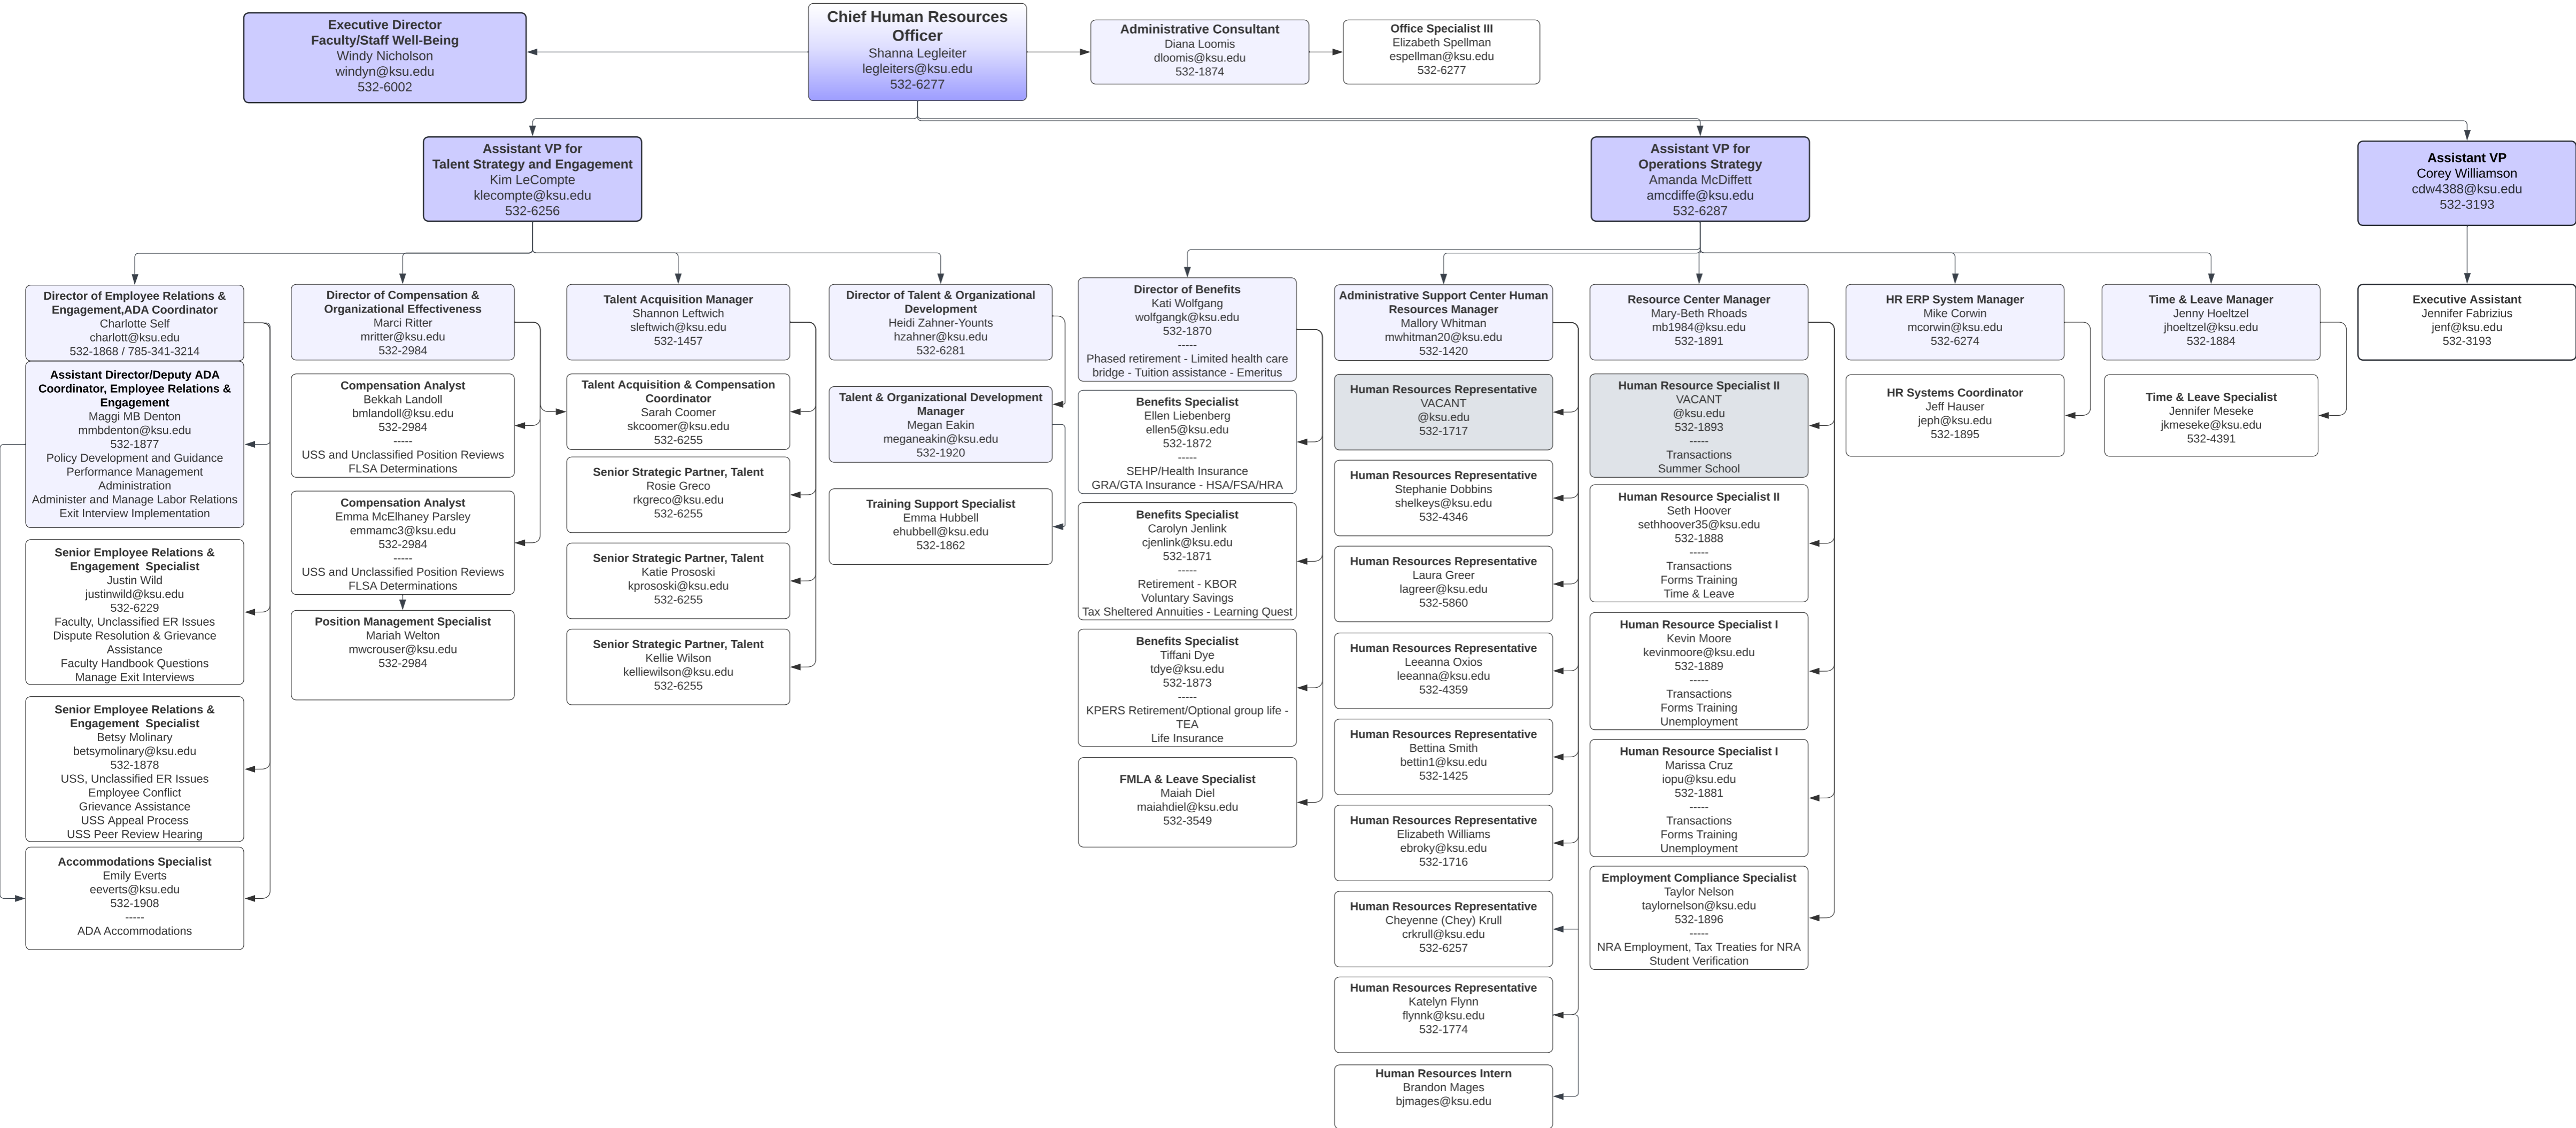 Executive Director
Faculty/Staff Well-Being
Windy Nicholson
windyn@ksu.edu
532-6002
Chief Human Resources
Officer
Shanna Legleiter
legleiters@ksu.edu
532-6277
Administrative Consultant
Diana Loomis
dloomis@ksu.edu
532-1874
Office Specialist III
Elizabeth Spellman
espellman@ksu.edu
532-6277
Assistant VP for
Talent Strategy and Engagement
Kim LeCompte
klecompte@ksu.edu
532-6256
Assistant VP for
Operations Strategy
Amanda McDiffett
amcdiffe@ksu.edu
532-6287
Assistant VP
Corey Williamson
cdw4388@ksu.edu
532-3193
Director of Employee Relations &
Engagement,ADA Coordinator
Charlotte Self
charlott@ksu.edu
532-1868 / 785-341-3214
Assistant Director/Deputy ADA
Coordinator, Employee Relations &
Engagement
Maggi MB Denton
mmbdenton@ksu.edu
532-1877
Policy Development and Guidance
Performance Management
Administration
Administer and Manage Labor Relations
Exit Interview Implementation
Senior Employee Relations &
Engagement  Specialist
Justin Wild
justinwild@ksu.edu
532-6229
Faculty, Unclassified ER Issues
Dispute Resolution & Grievance
Assistance
Faculty Handbook Questions
Manage Exit Interviews
Senior Employee Relations &
Engagement  Specialist
Betsy Molinary
betsymolinary@ksu.edu
532-1878
USS, Unclassified ER Issues
Employee Conflict
Grievance Assistance
USS Appeal Process
USS Peer Review Hearing
Accommodations Specialist
Emily Everts
eeverts@ksu.edu
532-1908
-----
ADA Accommodations
Director of Compensation &
Organizational Effectiveness
Marci Ritter
mritter@ksu.edu
532-2984
Compensation Analyst
Bekkah Landoll
bmlandoll@ksu.edu
532-2984
-----
USS and Unclassified Position Reviews
FLSA Determinations
Compensation Analyst
Emma McElhaney Parsley
emmamc3@ksu.edu
532-2984
-----
USS and Unclassified Position Reviews
FLSA Determinations
Position Management Specialist
Mariah Welton
mwcrouser@ksu.edu
532-2984
Talent Acquisition Manager
Shannon Leftwich
sleftwich@ksu.edu
532-1457
Talent Acquisition & Compensation
Coordinator
Sarah Coomer
skcoomer@ksu.edu
532-6255
Senior Strategic Partner, Talent
Rosie Greco
rkgreco@ksu.edu
532-6255
Senior Strategic Partner, Talent
Katie Prososki
kprososki@ksu.edu
532-6255
Senior Strategic Partner, Talent
Kellie Wilson
kelliewilson@ksu.edu
532-6255
Director of Talent & Organizational
Development
Heidi Zahner-Younts
hzahner@ksu.edu
532-6281
Talent & Organizational Development
Manager
Megan Eakin
meganeakin@ksu.edu
532-1920
Training Support Specialist
Emma Hubbell
ehubbell@ksu.edu
532-1862
Director of Benefits
Kati Wolfgang
wolfgangk@ksu.edu
532-1870
-----
Phased retirement - Limited health care
bridge - Tuition assistance - Emeritus
Benefits Specialist
Ellen Liebenberg
ellen5@ksu.edu
532-1872
-----
SEHP/Health Insurance
GRA/GTA Insurance - HSA/FSA/HRA
Benefits Specialist
Carolyn Jenlink
cjenlink@ksu.edu
532-1871
-----
Retirement - KBOR
Voluntary Savings
Tax Sheltered Annuities - Learning Quest
Benefits Specialist
Tiffani Dye
tdye@ksu.edu
532-1873
-----
KPERS Retirement/Optional group life -
TEA
Life Insurance
FMLA & Leave Specialist
Maiah Diel
maiahdiel@ksu.edu
532-3549
Administrative Support Center Human
Resources Manager
Mallory Whitman
mwhitman20@ksu.edu
532-1420
Human Resources Representative
VACANT
@ksu.edu
532-1717
Human Resources Representative
Stephanie Dobbins
shelkeys@ksu.edu
532-4346
Human Resources Representative
Laura Greer
lagreer@ksu.edu
532-5860
Human Resources Representative
Leeanna Oxios
leeanna@ksu.edu
532-4359
Human Resources Representative
Bettina Smith
bettin1@ksu.edu
532-1425
Human Resources Representative
Elizabeth Williams
ebroky@ksu.edu
532-1716
Human Resources Representative
Cheyenne (Chey) Krull
crkrull@ksu.edu
532-6257
Human Resources Representative
Katelyn Flynn
flynnk@ksu.edu
532-1774
Human Resources Intern
Brandon Mages
bjmages@ksu.edu
Resource Center Manager
Mary-Beth Rhoads
mb1984@ksu.edu
532-1891
Human Resource Specialist II
VACANT
@ksu.edu
532-1893
-----
Transactions
Summer School
Human Resource Specialist II
Seth Hoover
sethhoover35@ksu.edu
532-1888
-----
Transactions
Forms Training
Time & Leave
Human Resource Specialist I
Kevin Moore
kevinmoore@ksu.edu
532-1889
-----
Transactions
Forms Training
Unemployment
Human Resource Specialist I
Marissa Cruz
iopu@ksu.edu
532-1881
-----
Transactions
Forms Training
Unemployment
Employment Compliance Specialist
Taylor Nelson
taylornelson@ksu.edu
532-1896
-----
NRA Employment, Tax Treaties for NRA
Student Verification
HR ERP System Manager
Mike Corwin
mcorwin@ksu.edu
532-6274
HR Systems Coordinator
Jeff Hauser
jeph@ksu.edu
532-1895
Time & Leave Manager
Jenny Hoeltzel
jhoeltzel@ksu.edu
532-1884
Time & Leave Specialist
Jennifer Meseke
jkmeseke@ksu.edu
532-4391
Executive Assistant
Jennifer Fabrizius
jenf@ksu.edu
532-3193